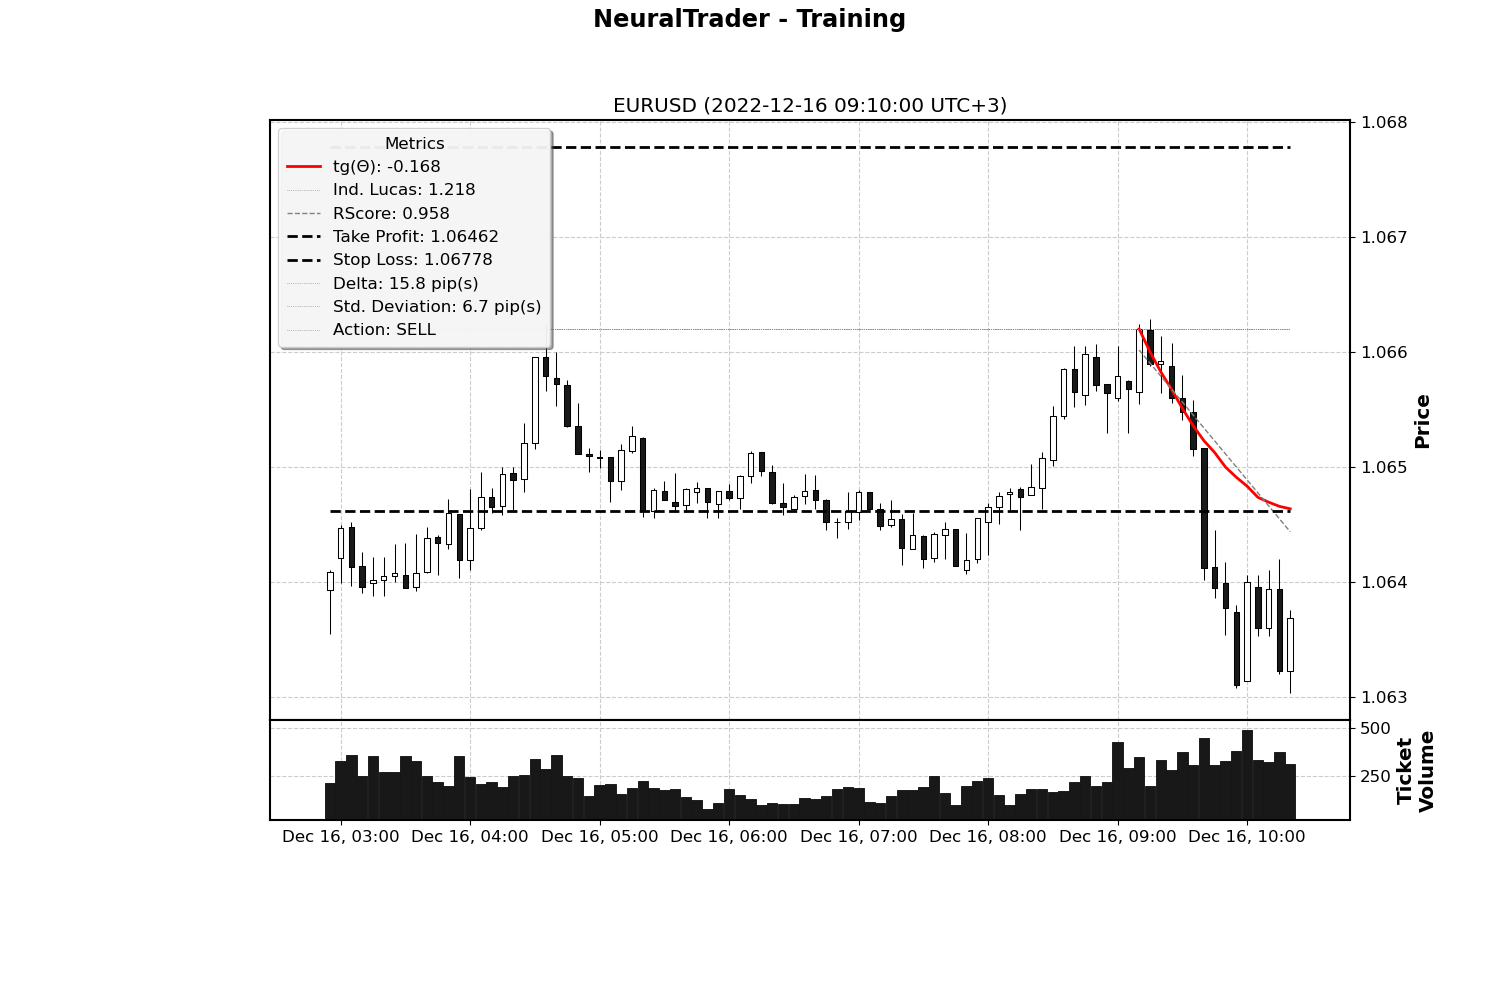 NeuralTrader - Training
EURUSD (2022-12-16 09:10:00 UTC+3)
Metrics
tg(Θ): -0.168
Ind. Lucas: 1.218
RScore: 0.958
Take Profit: 1.06462
Stop Loss: 1.06778
Delta: 15.8 pip(s)
Std. Deviation: 6.7 pip(s)
Action: SELL
1.068
1.067
1.066
1.065
1.064
1.063
Price
500
250
Ticket
Volume
Dec 16, 03:00 Dec 16, 04:00 Dec 16, 05:00 Dec 16, 06:00 Dec 16, 07:00 Dec 16, 08:00 Dec 16, 09:00 Dec 16, 10:00